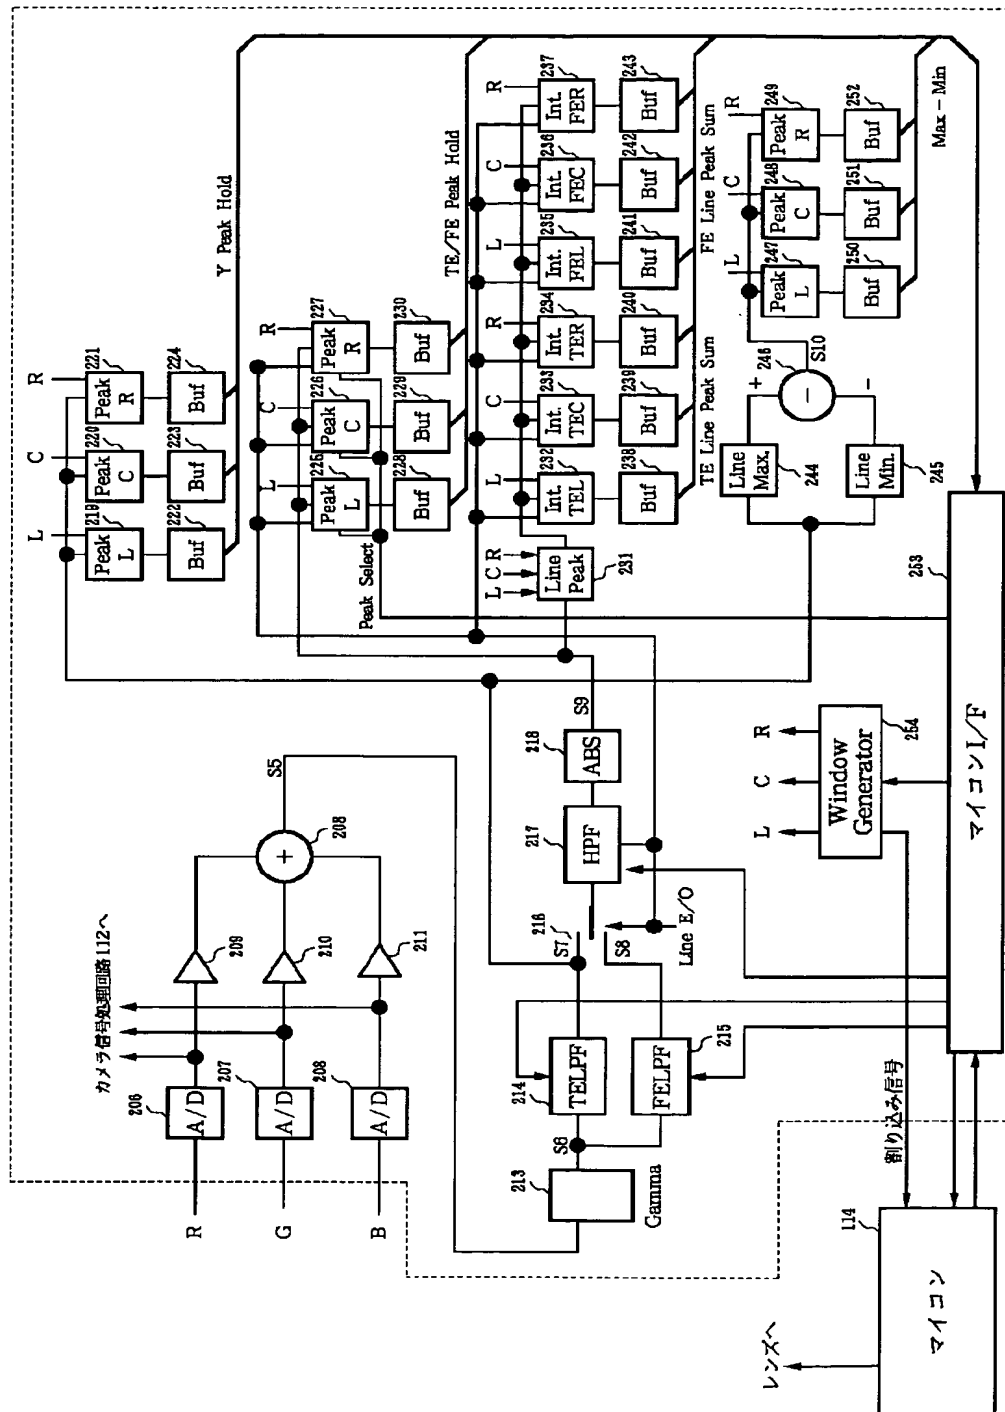 R
G
B
206
A/D
207
A/D
208
A/D
カメラ信号処理回路112へ
209
210
211
208
+
S5
213
Gamma
S6
214
TELPF
FELPF
215
S7
216
S8
Line E/O
217
HPF
218
ABS
S9
L
C
R
219
Peak
L
220
Peak
C
221
Peak
R
222
Buf
223
Buf
224
Buf
Y Peak Hold
Peak Select
L
C
R
225
Peak
L
226
Peak
C
227
Peak
R
228
Buf
229
Buf
230
Buf
TE/FE Peak Hold
L
C
R
Line
Peak
231
L
C
R
L
C
R
232
Int.
TEL
233
Int.
TEC
234
Int.
TER
235
Int.
FEL
236
Int.
FEC
237
Int.
FER
238
Buf
239
Buf
240
Buf
241
Buf
242
Buf
243
Buf
TE Line Peak Sum
FE Line Peak Sum
Line
Max.
244
Line
Min.
245
+
−
−
246
S10
L
C
R
247
Peak
L
248
Peak
C
249
Peak
R
250
Buf
251
Buf
252
Buf
Max−Min
L
C
R
Window
Generator
254
253
マイコンI/F
割り込み信号
114
マイコン
レンズへ